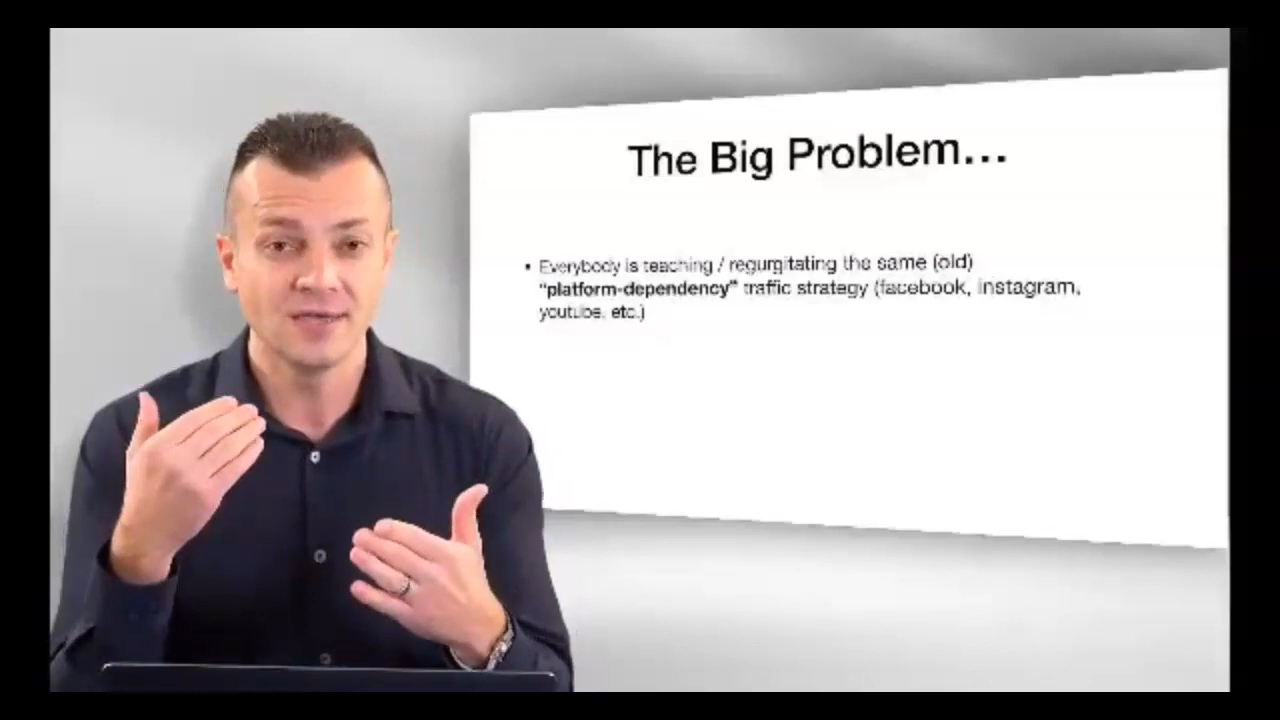 The Big Problem...
• Everybody is teaching / regurgitating the same (old)
"platform-dependency" traffic strategy (facebook, instagram,
youtube, etc.)